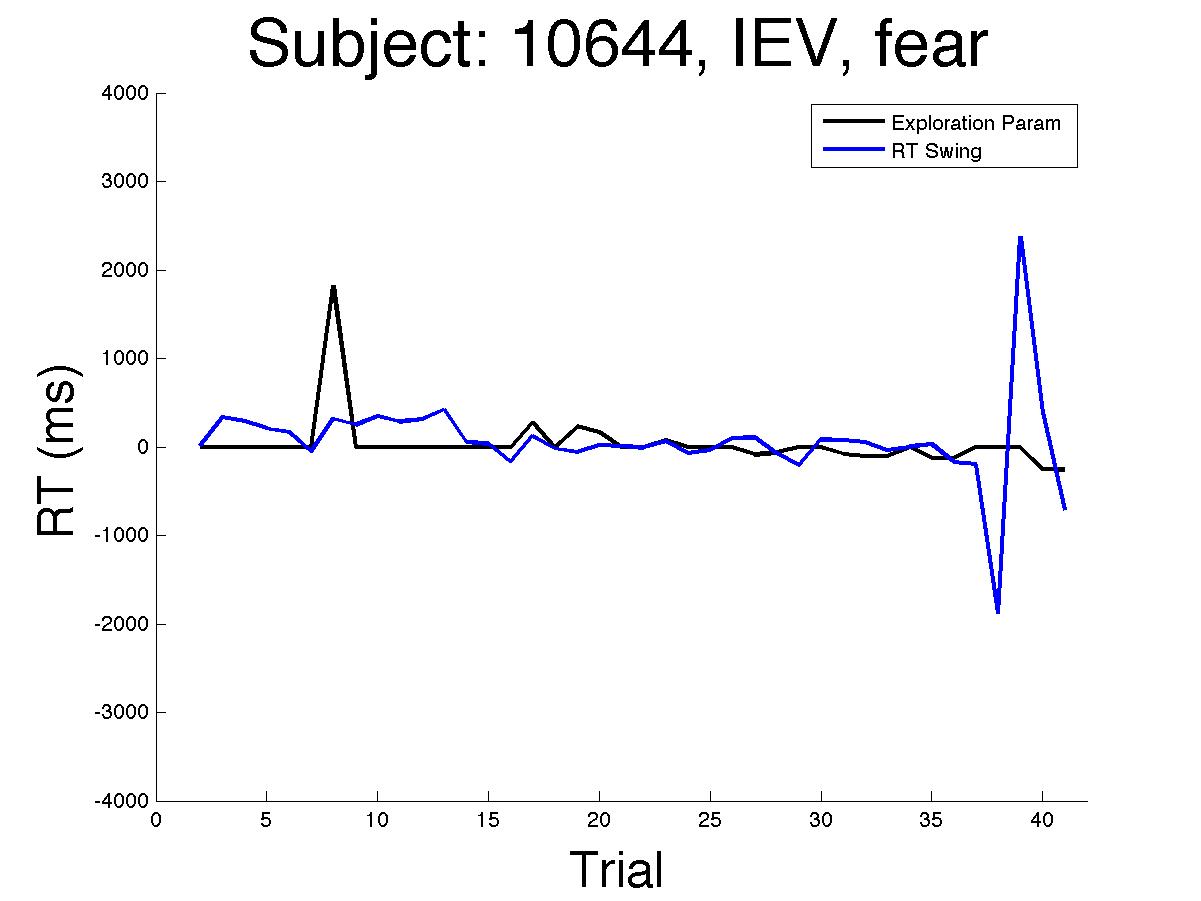 Subject: 10644, IEV, fear
Exploration Param
RT Swing
4000
3000
2000
1000
0
-1000
-2000
-3000
-4000
RT (ms)
0 5 10 15 20 25 30 35 40
Trial